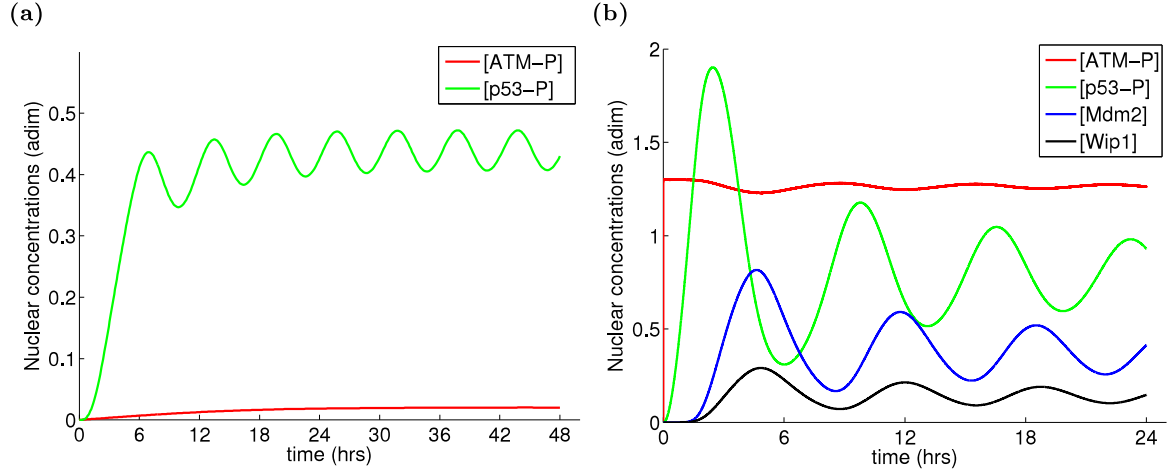 (a)
Nuclear concentrations (adim)
0.5
0.4
0.3
0.2
0.1
0
0 6 12 18 24 30 36 42 48
time (hrs)
[ATM-P]
[p53-P]
(b)
Nuclear concentrations (adim)
2
1.5
1
0.5
0
0 6 12 18 24
time (hrs)
[ATM-P]
[p53-P]
[Mdm2]
[Wip1]